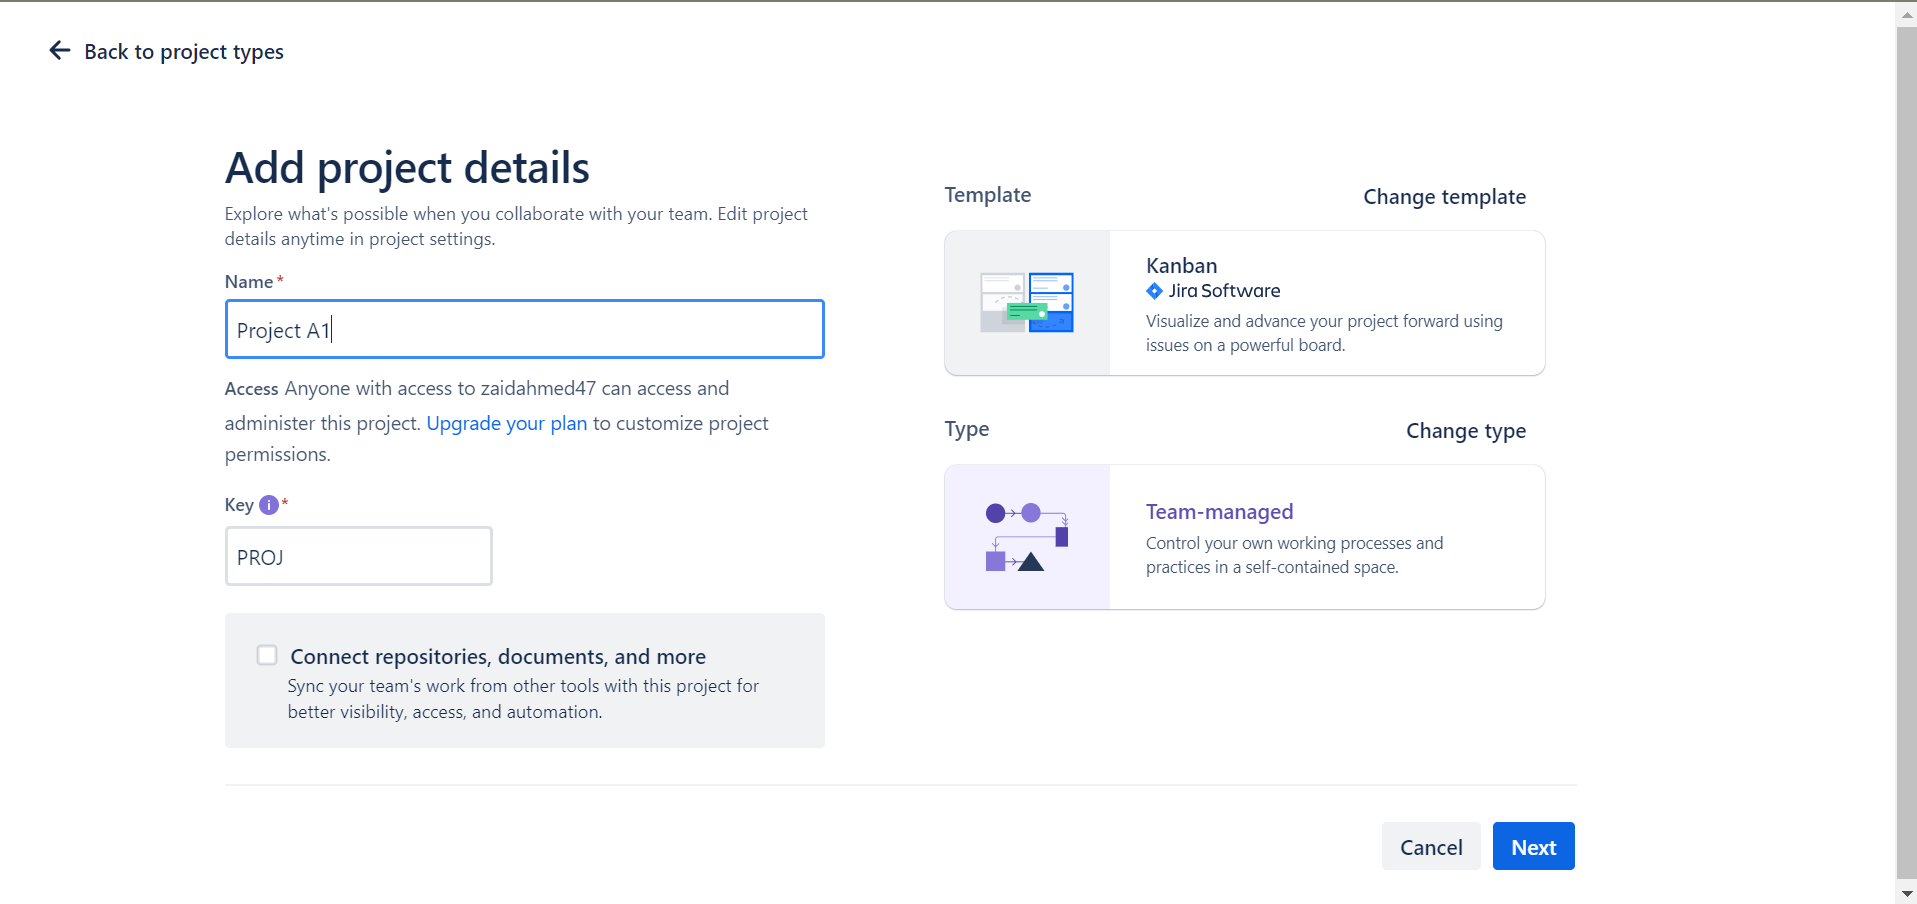 Back to project types
Add project details
Explore what's possible when you collaborate with your team. Edit project
details anytime in project settings.
Name *
Project A1
Access Anyone with access to zaidahmed47 can access and
administer this project. Upgrade your plan to customize project
permissions.
Key i *
PROJ
Connect repositories, documents, and more
Sync your team's work from other tools with this project for
better visibility, access, and automation.
Template
Change template
Kanban
Jira Software
Visualize and advance your project forward using
issues on a powerful board.
Type
Change type
Team-managed
Control your own working processes and
practices in a self-contained space.
Cancel
Next